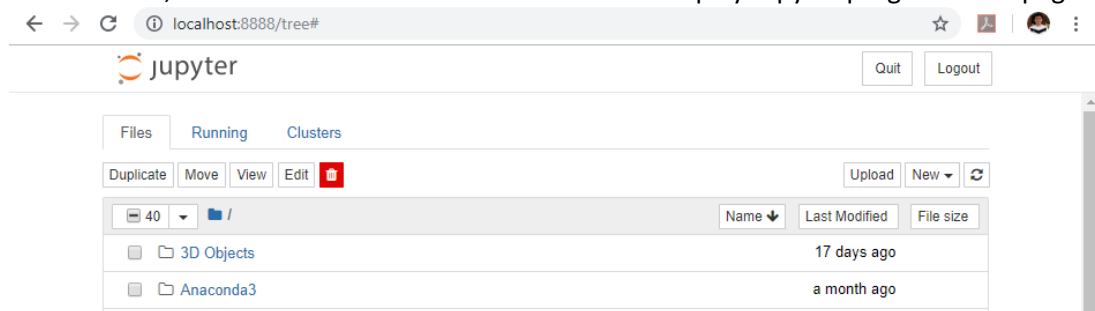 localhost:8888/tree#
jupyter
Quit Logout
Files Running Clusters
Duplicate Move View Edit Upload New
40 / Name Last Modified File size
3D Objects 17 days ago
Anaconda3 a month ago